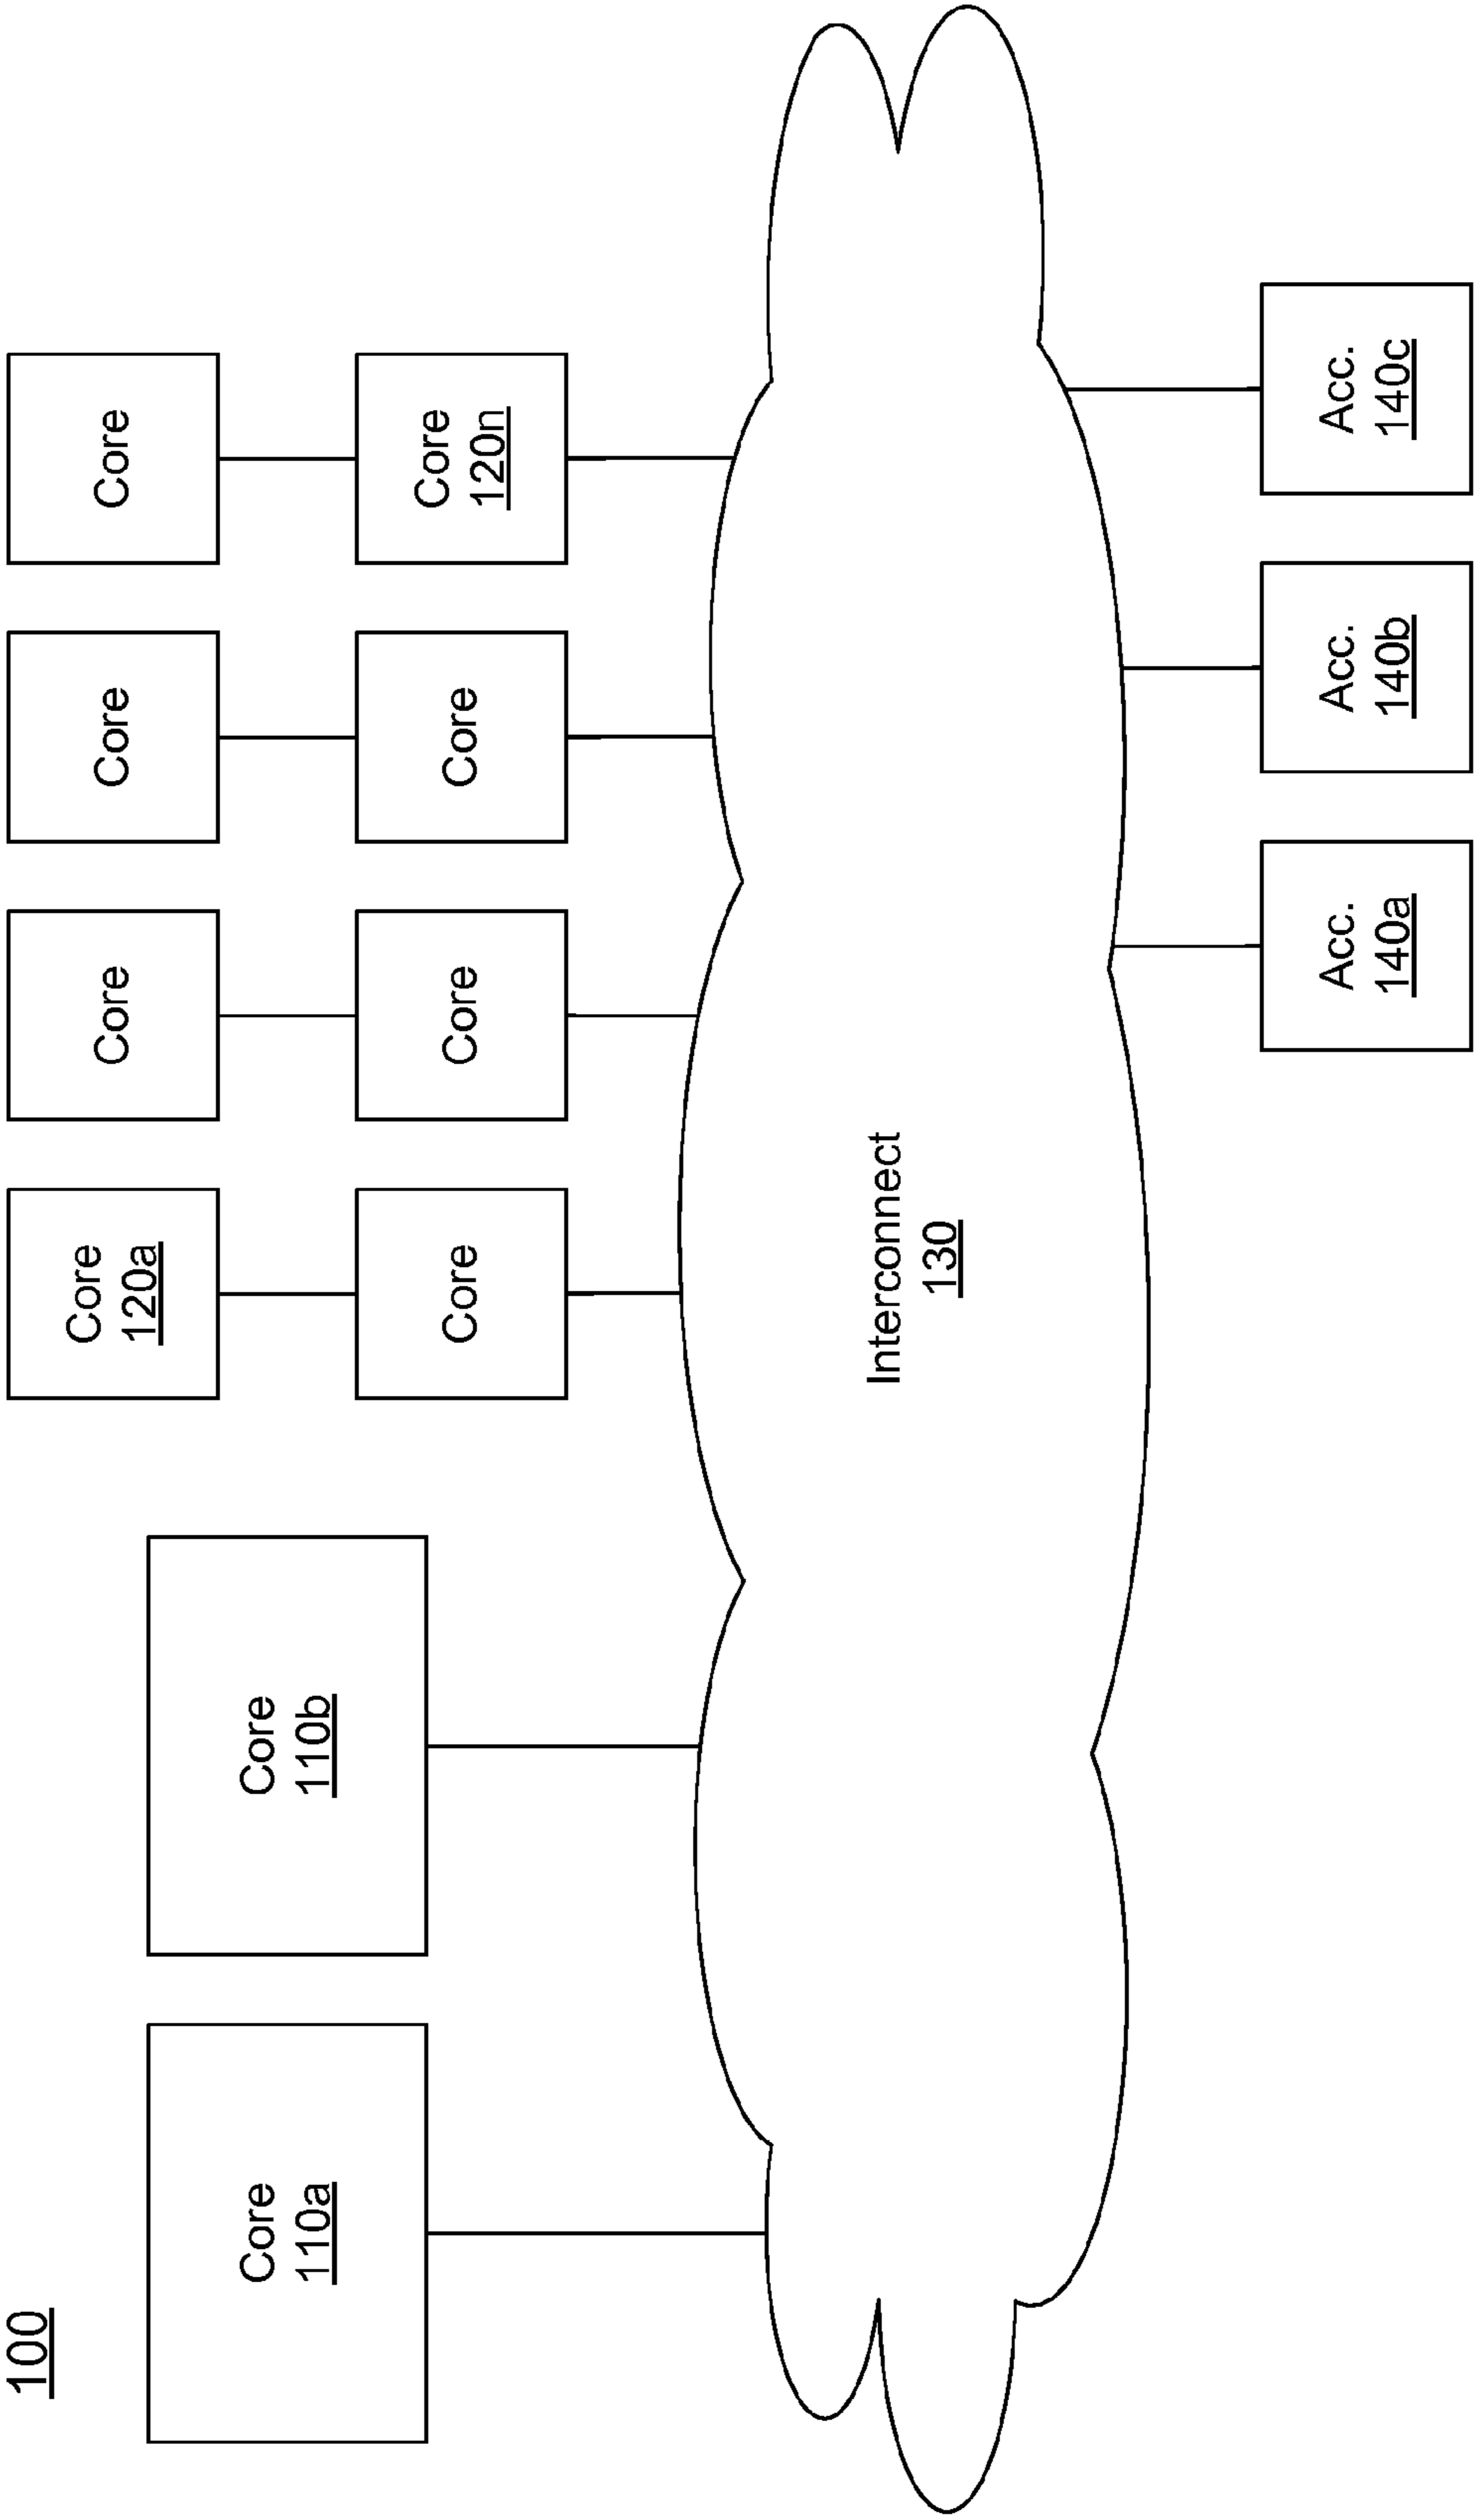 100
Core
110a
Core
110b
Core
120a
Core
Core
Core
Core
Core
Core
Core
120n
Interconnect
130
Acc.
140a
Acc.
140b
Acc.
140c